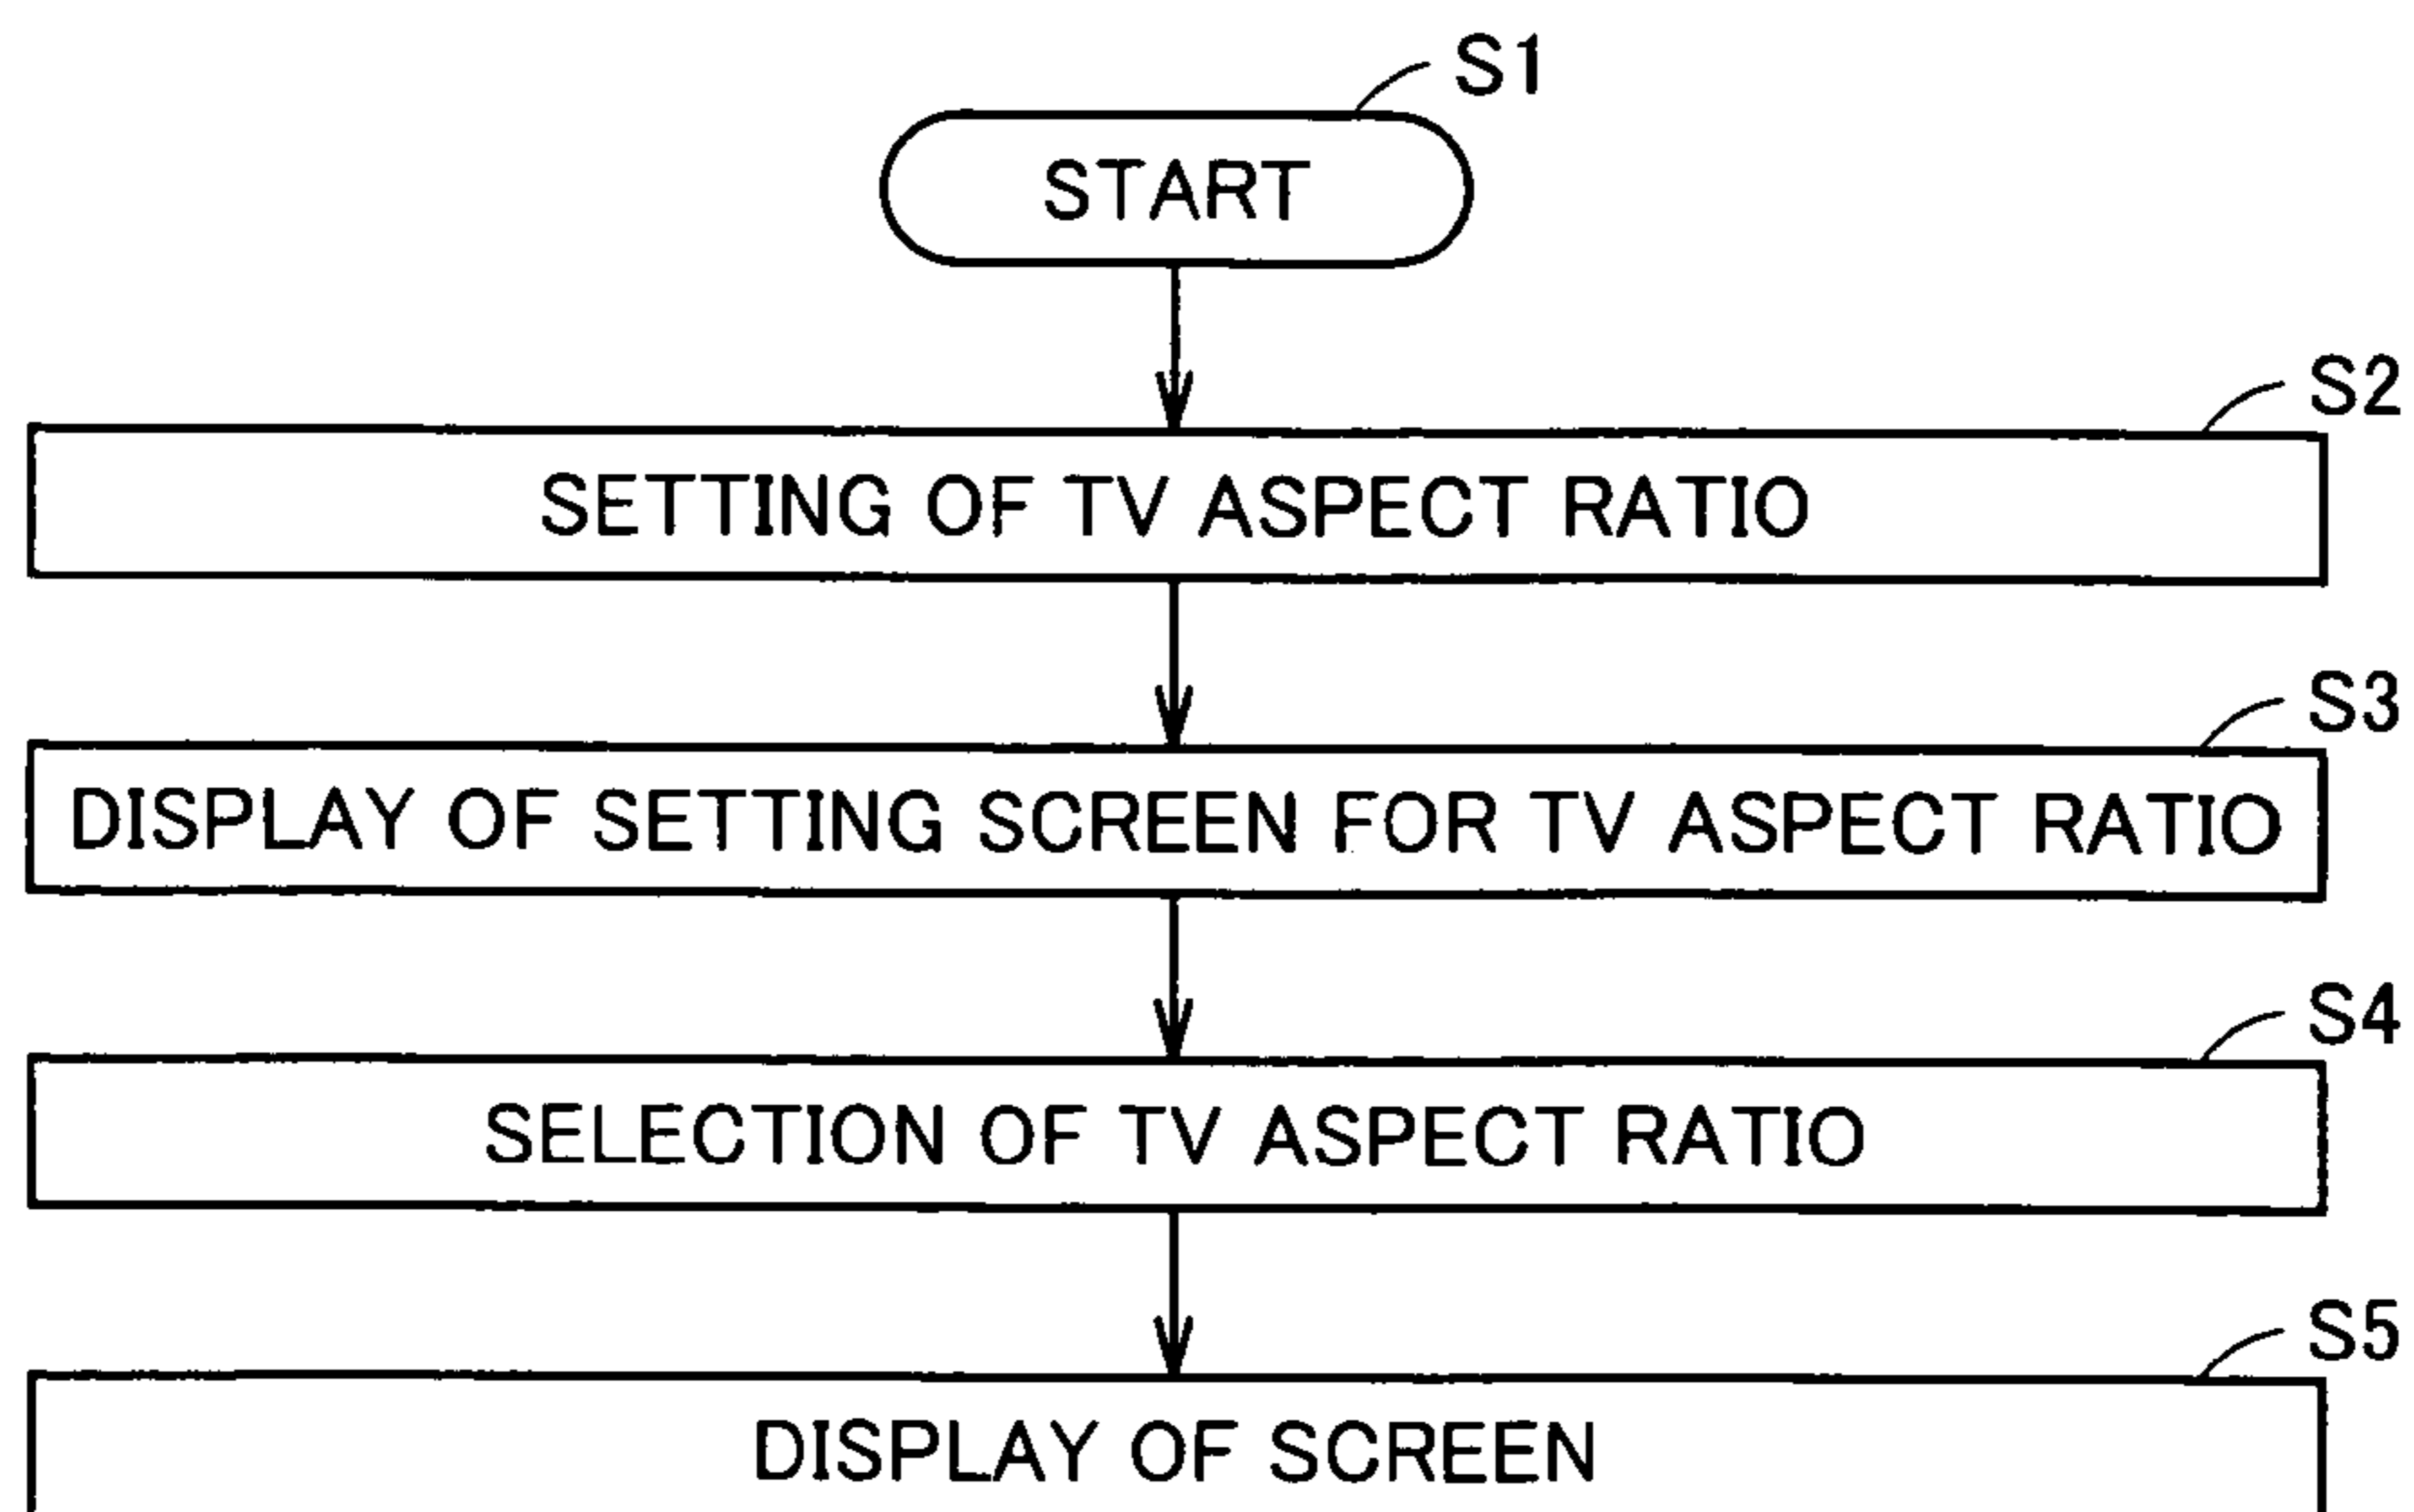 S1
START
S2
SETTING OF TV ASPECT RATIO
S3
DISPLAY OF SETTING SCREEN FOR TV ASPECT RATIO
S4
SELECTION OF TV ASPECT RATIO
S5
DISPLAY OF SCREEN